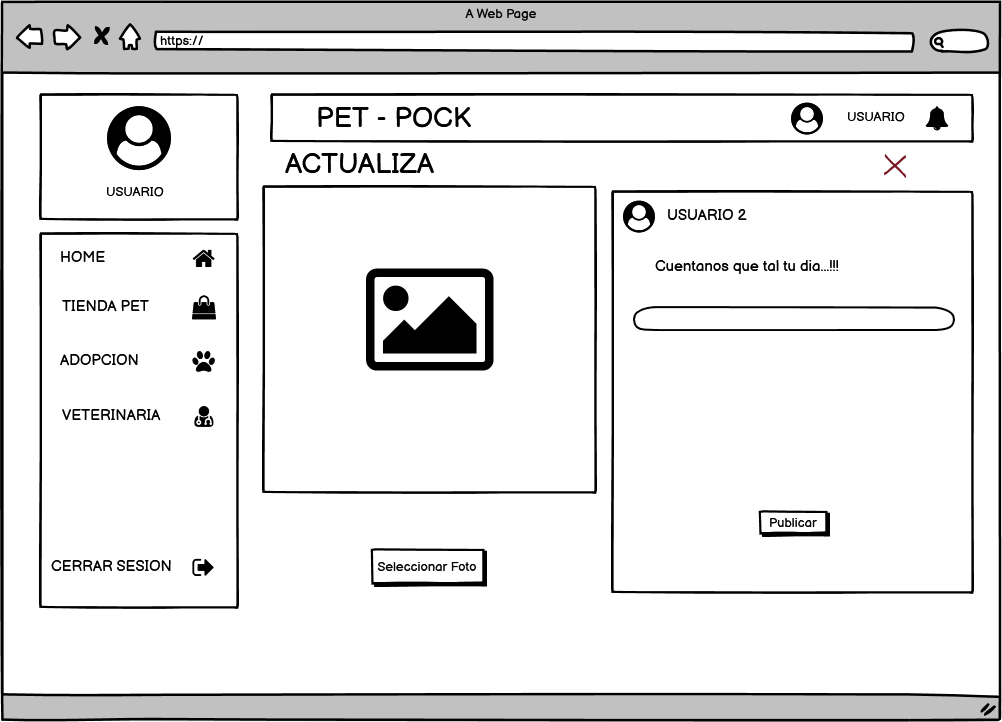 A Web Page
https://
USUARIO
PET - POCK
USUARIO
ACTUALIZA
HOME
TIENDA PET
ADOPCION
VETERINARIA
CERRAR SESION
Seleccionar Foto
USUARIO 2
Cuentanos que tal tu dia...!!!
Publicar